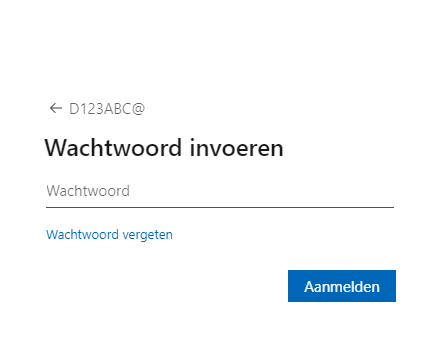 ← D123ABC@
Wachtwoord invoeren
Wachtwoord
Wachtwoord vergeten
Aanmelden